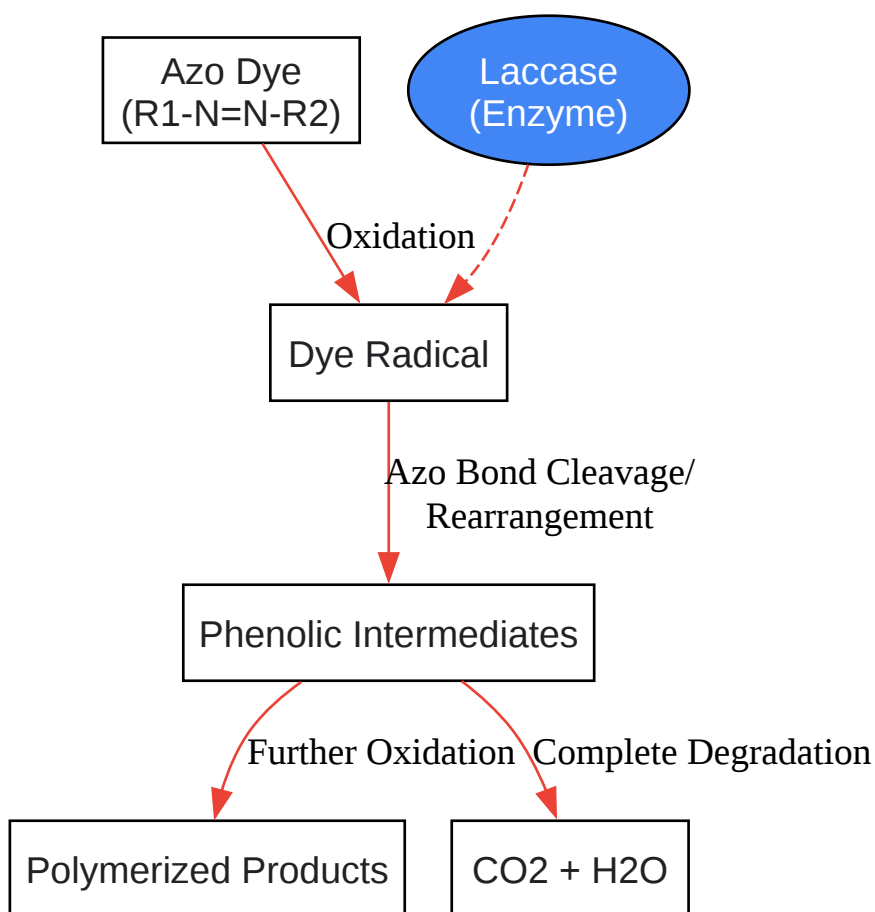 Azo Dye
(R1-N=N-R2)
Laccase
(Enzyme)
Oxidation
Dye Radical
Azo Bond Cleavage/
Rearrangement
Phenolic Intermediates
Further Oxidation
Complete Degradation
Polymerized Products
CO2 + H2O